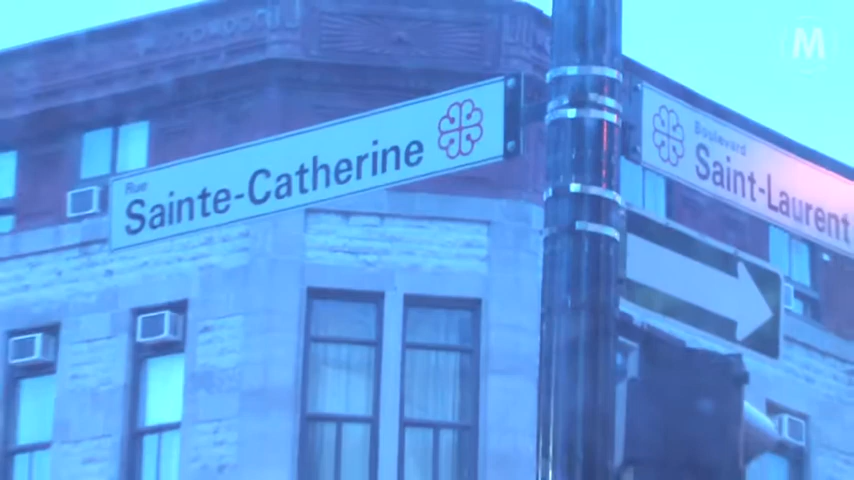 M
Rue
Sainte-Catherine
Boulevard
Saint-Laurent